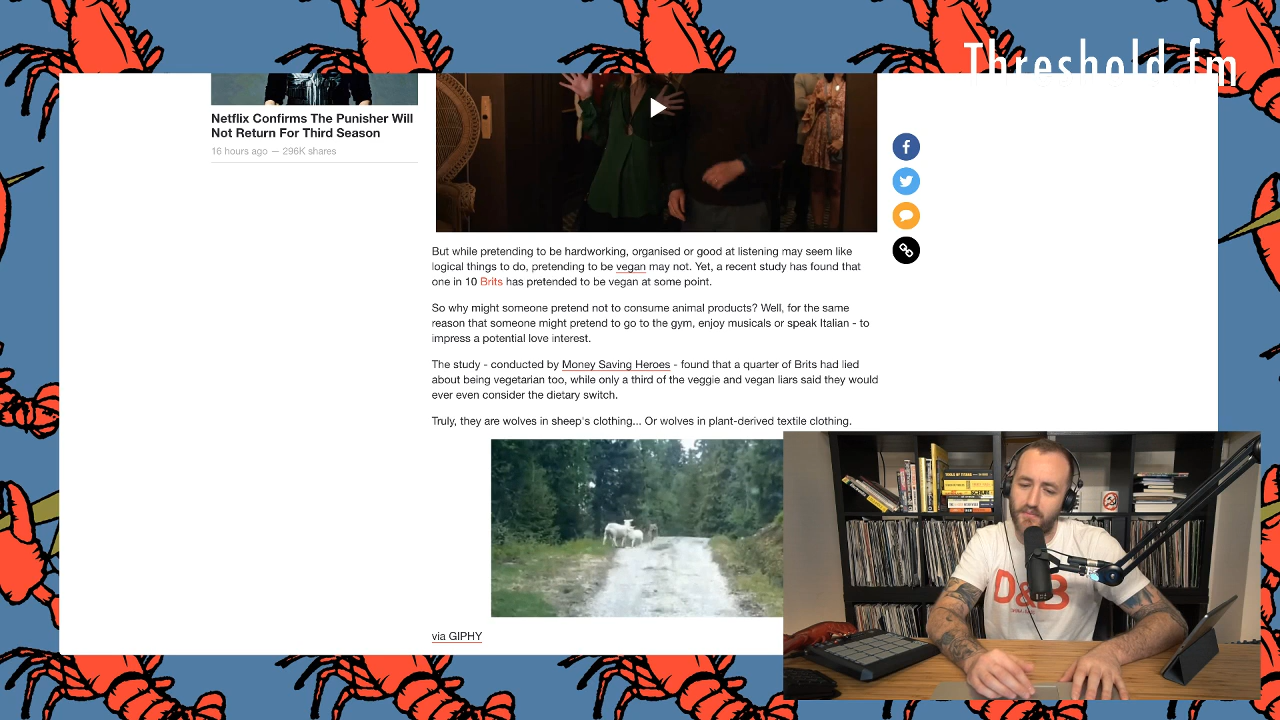 Threshold.fm
Netflix Confirms The Punisher Will
Not Return For Third Season
16 hours ago — 296K shares
But while pretending to be hardworking, organised or good at listening may seem like
logical things to do, pretending to be vegan may not. Yet, a recent study has found that
one in 10 Brits has pretended to be vegan at some point.
So why might someone pretend not to consume animal products? Well, for the same
reason that someone might pretend to go to the gym, enjoy musicals or speak Italian - to
impress a potential love interest.
The study - conducted by Money Saving Heroes - found that a quarter of Brits had lied
about being vegetarian too, while only a third of the veggie and vegan liars said they would
ever even consider the dietary switch.
Truly, they are wolves in sheep's clothing... Or wolves in plant-derived textile clothing.
via GIPHY
D&B